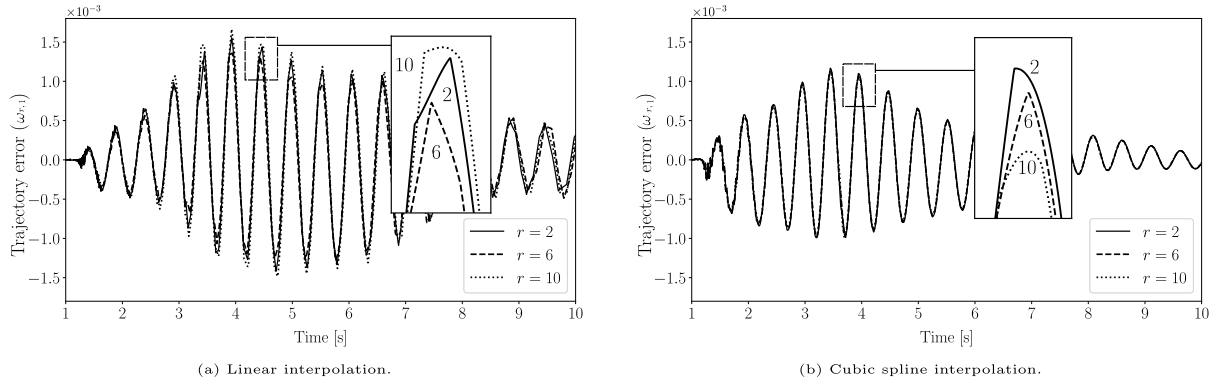 ×10⁻³
1.5
1.0
0.5
0.0
−0.5
−1.0
−1.5
Trajectory error (ω_{r,1})
10
2
6
r = 2
r = 6
r = 10
1 2 3 4 5 6 7 8 9 10
Time [s]
(a) Linear interpolation.
×10⁻³
1.5
1.0
0.5
0.0
−0.5
−1.0
−1.5
Trajectory error (ω_{r,1})
2
6
10
r = 2
r = 6
r = 10
1 2 3 4 5 6 7 8 9 10
Time [s]
(b) Cubic spline interpolation.